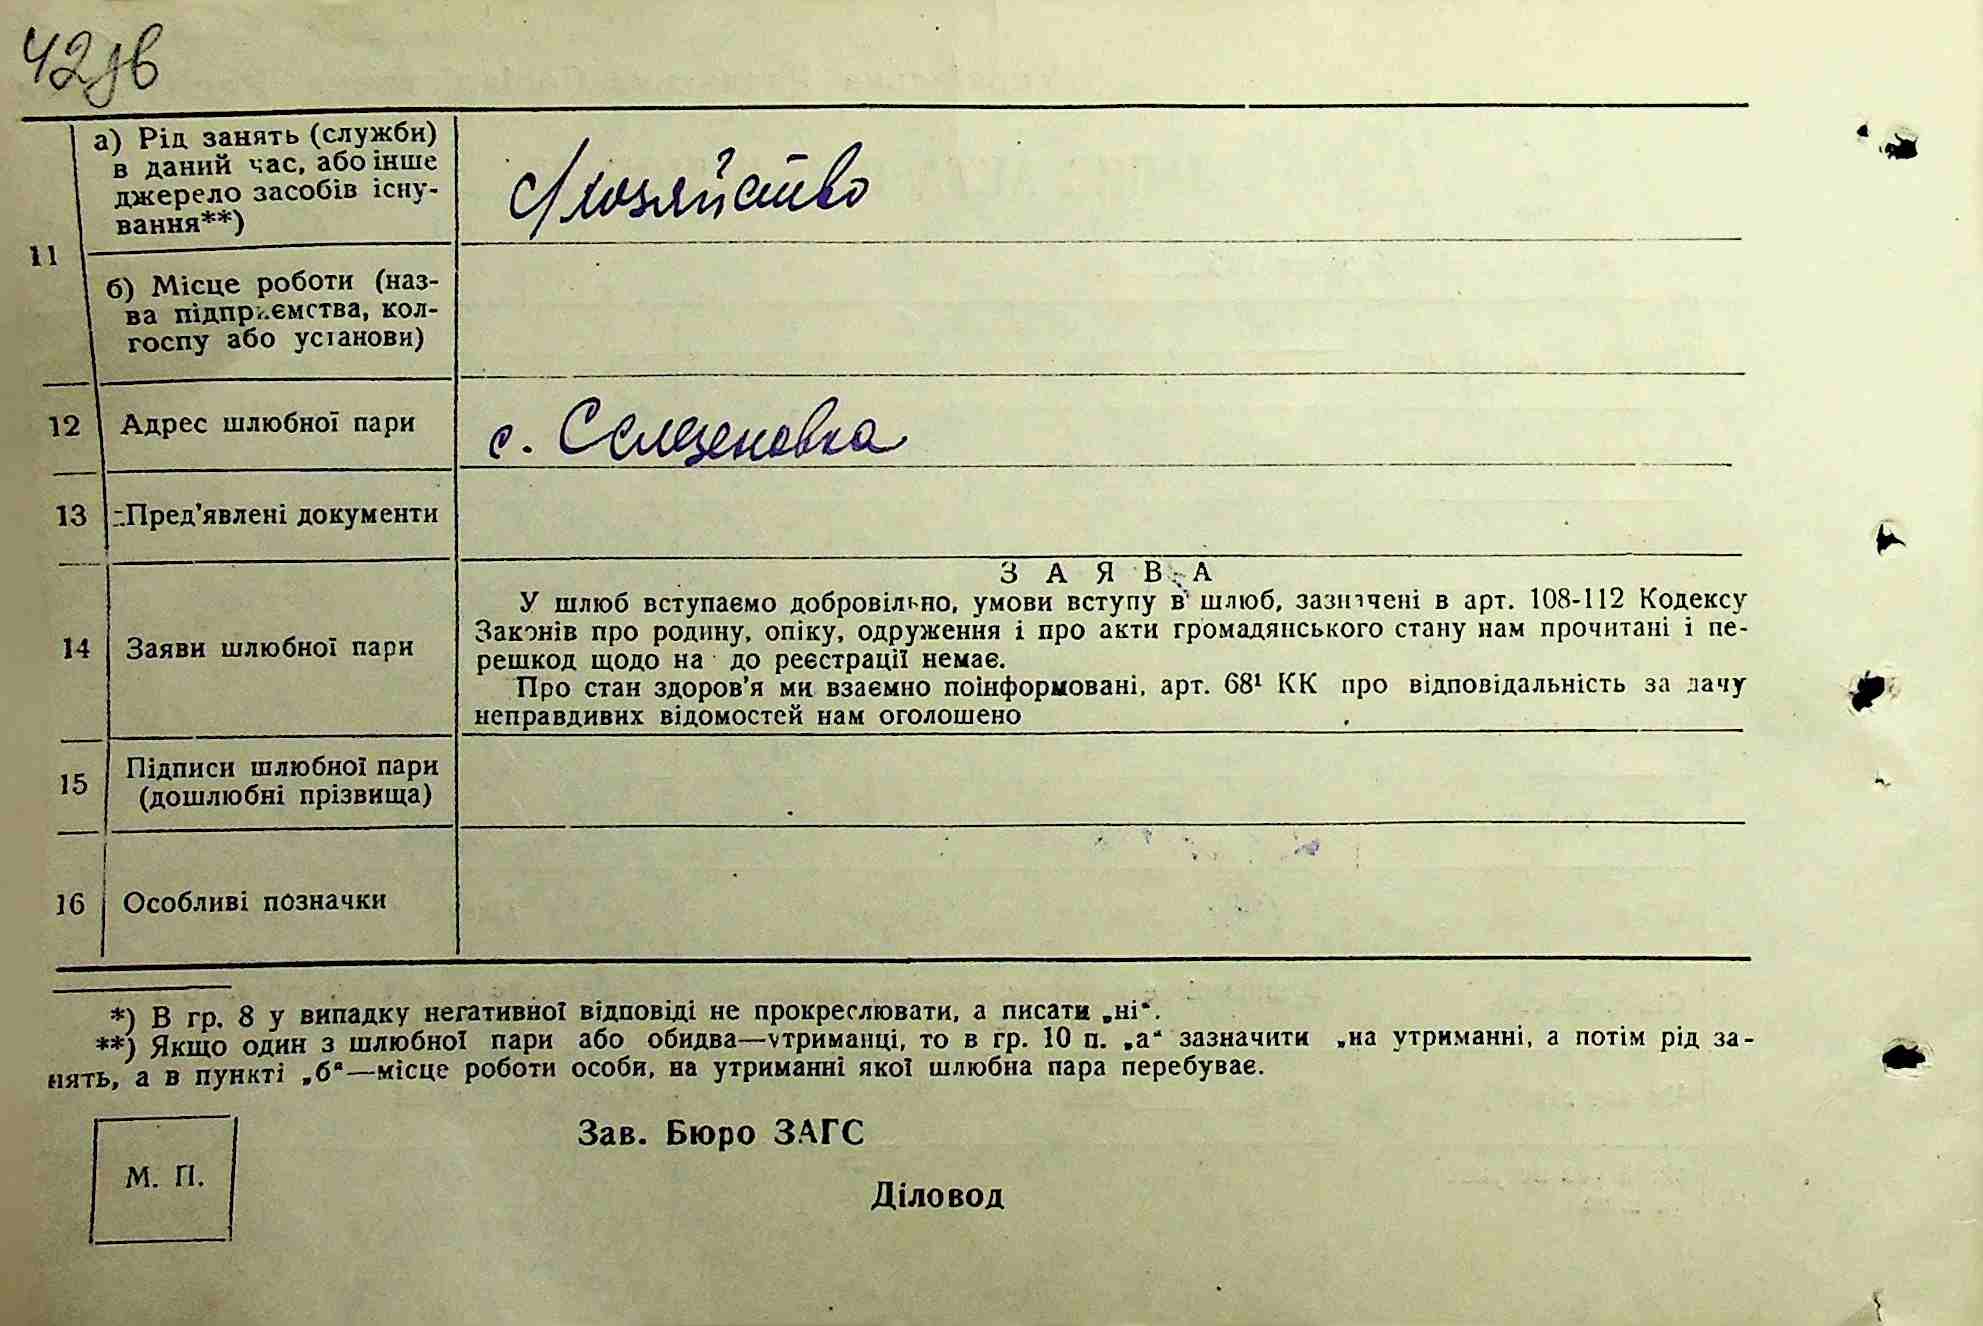 42зв
11
а) Рід занять (служби)
в даний час, або інше
джерело засобів існу-
вання**)
с/хозяйство
б) Місце роботи (наз-
ва підприємства, кол-
госпу або установи)
12
Адрес шлюбної пари
с.
13
Пред'явлені документи
14
Заяви шлюбної пари
З А Я В А
У шлюб вступаємо добровільно, умови вступу в шлюб, зазначені в арт. 108-112 Кодексу
Законів про родину, опіку, одруження і про акти громадянського стану нам прочитані і пе-
решкод щодо на до реєстрації немає.
Про стан здоров'я ми взаємно поінформовані, арт. 68¹ КК про відповідальність за дачу
неправдивих відомостей нам оголошено
15
Підписи шлюбної пари
(дошлюбні прізвища)
16
Особливі позначки
*) В гр. 8 у випадку негативної відповіді не прокреслювати, а писати „ні“.
**) Якщо один з шлюбної пари або обидва—утриманці, то в гр. 10 п. „а“ зазначити „на утриманні, а потім рід за-
нять, а в пункті „б“—місце роботи особи, на утриманні якої шлюбна пара перебуває.
М. П.
Зав. Бюро ЗАГС
Діловод